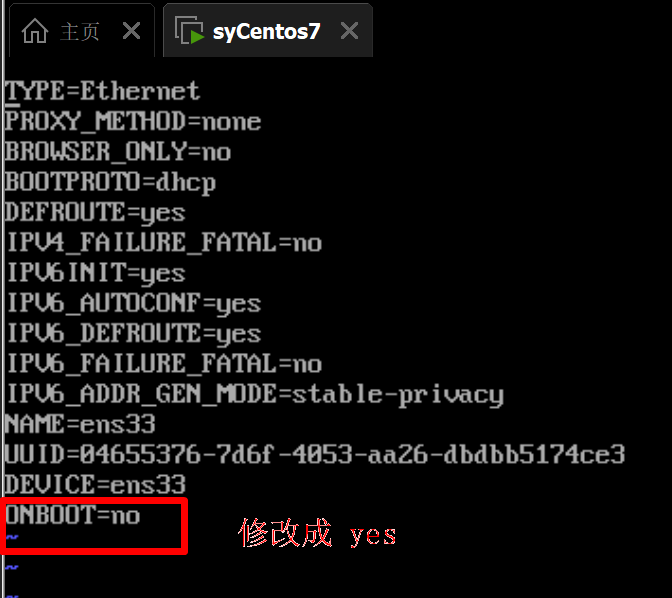 主页
syCentos7
TYPE=Ethernet
PROXY_METHOD=none
BROWSER_ONLY=no
BOOTPROTO=dhcp
DEFROUTE=yes
IPV4_FAILURE_FATAL=no
IPV6INIT=yes
IPV6_AUTOCONF=yes
IPV6_DEFROUTE=yes
IPV6_FAILURE_FATAL=no
IPV6_ADDR_GEN_MODE=stable-privacy
NAME=ens33
UUID=04655376-7d6f-4053-aa26-dbdbb5174ce3
DEVICE=ens33
ONBOOT=no
修改成 yes
~
~
~